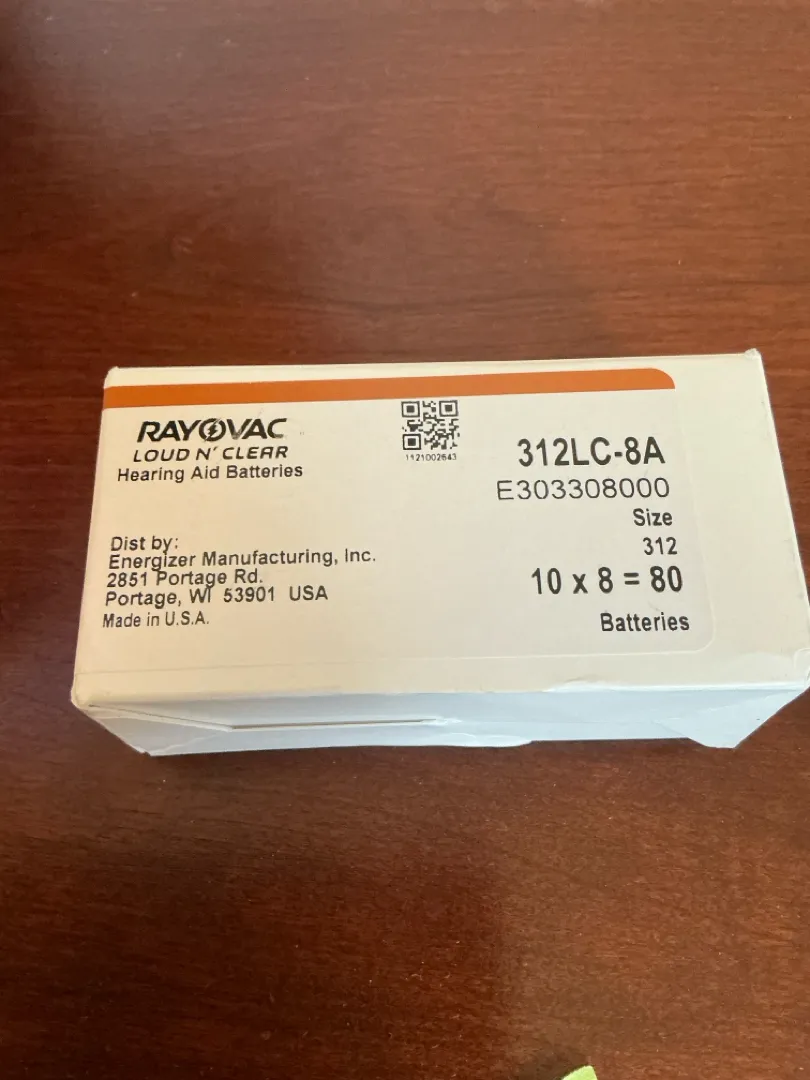 RAYOVAC
LOUD N' CLEAR
Hearing Aid Batteries
1121002643
312LC-8A
E303308000
Size
312
10 x 8 = 80
Batteries
Dist by:
Energizer Manufacturing, Inc.
2851 Portage Rd.
Portage, WI 53901 USA
Made in U.S.A.